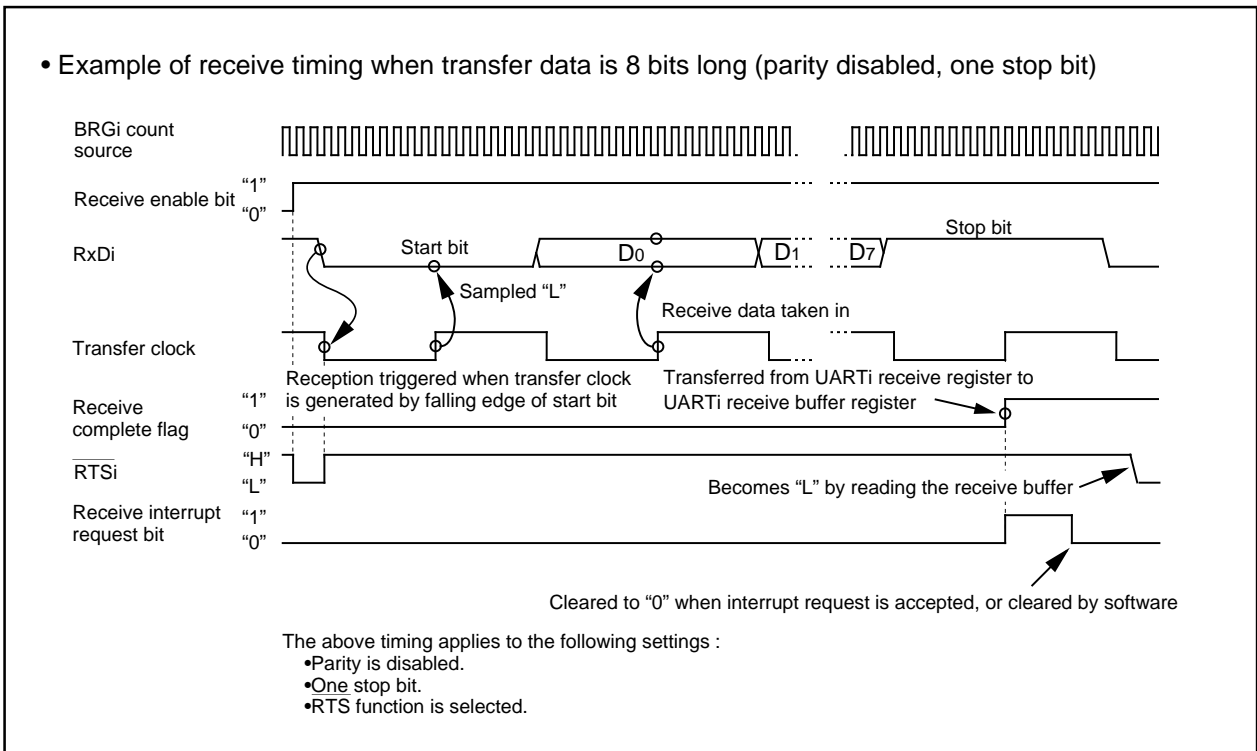 • Example of receive timing when transfer data is 8 bits long (parity disabled, one stop bit)
BRGi count
source
Receive enable bit
“1”
“0”
RxDi
Start bit
D0
D1
D7
Stop bit
Sampled “L”
Receive data taken in
Transfer clock
Reception triggered when transfer clock
is generated by falling edge of start bit
Transferred from UARTi receive register to
UARTi receive buffer register
Receive
complete flag
“1”
“0”
RTSi
“H”
“L”
Becomes “L” by reading the receive buffer
Receive interrupt
request bit
“1”
“0”
Cleared to “0” when interrupt request is accepted, or cleared by software
The above timing applies to the following settings :
•Parity is disabled.
•One stop bit.
•RTS function is selected.